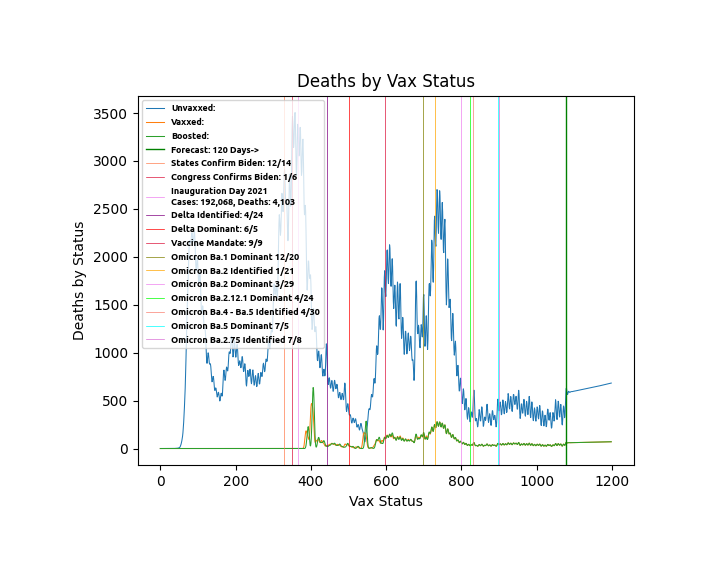 Deaths by Vax Status
Deaths by Status
3500
3000
2500
2000
1500
1000
500
0
Unvaxxed:
Vaxxed:
Boosted:
Forecast: 120 Days->
States Confirm Biden: 12/14
Congress Confirms Biden: 1/6
Inauguration Day 2021
Cases: 192,068, Deaths: 4,103
Delta Identified: 4/24
Delta Dominant: 6/5
Vaccine Mandate: 9/9
Omicron Ba.1 Dominant 12/20
Omicron Ba.2 Identified 1/21
Omicron Ba.2 Dominant 3/29
Omicron Ba.2.12.1 Dominant 4/24
Omicron Ba.4 - Ba.5 Identified 4/30
Omicron Ba.5 Dominant 7/5
Omicron Ba.2.75 Identified 7/8
0 200 400 600 800 1000 1200
Vax Status